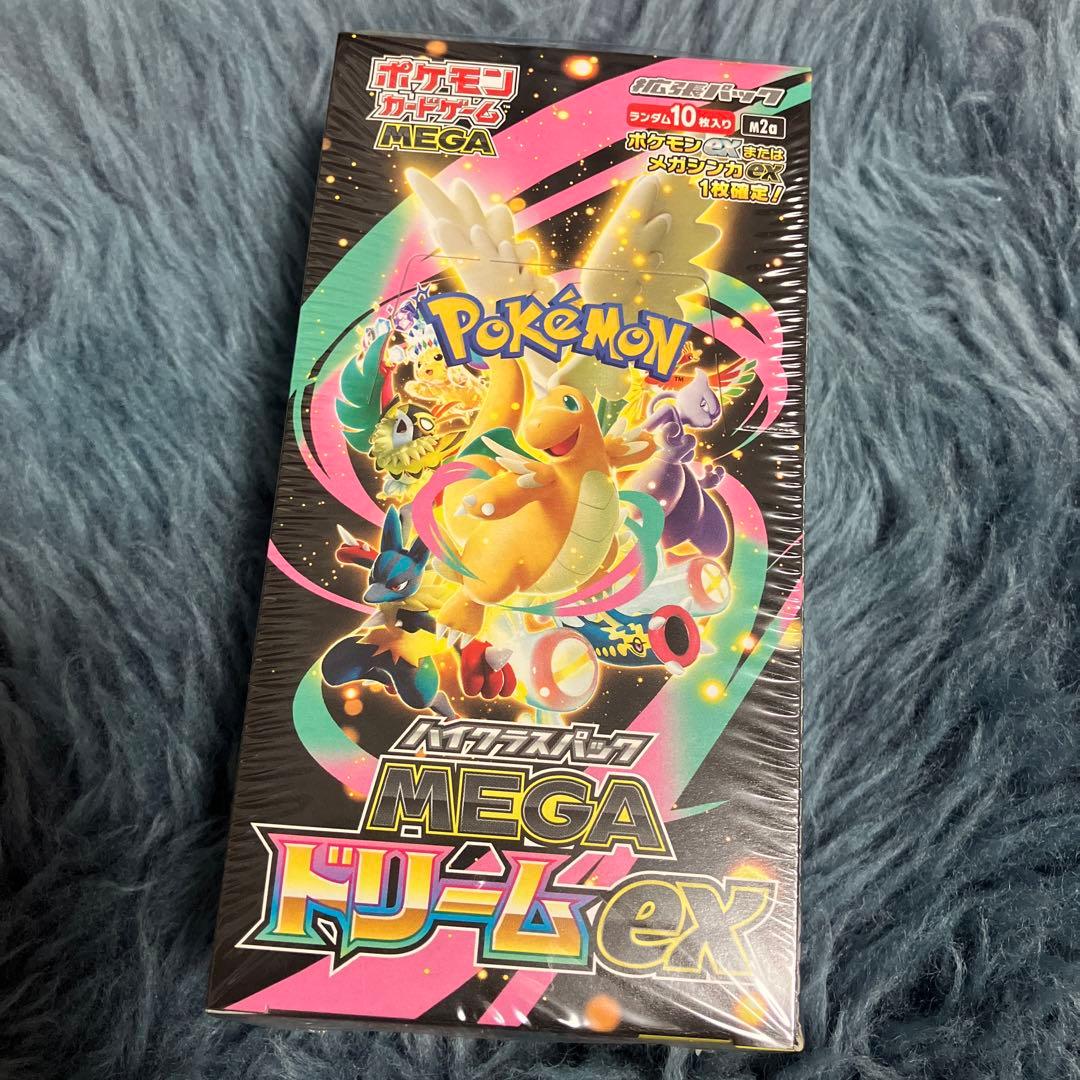 ポケモン
カードゲーム
MEGA
拡張パック
ランダム10枚入り M2a
ポケモンexまたは
メガシンカex
1枚確定!
POKéMON
TM
ハイクラスパック
MEGA
ドリームex